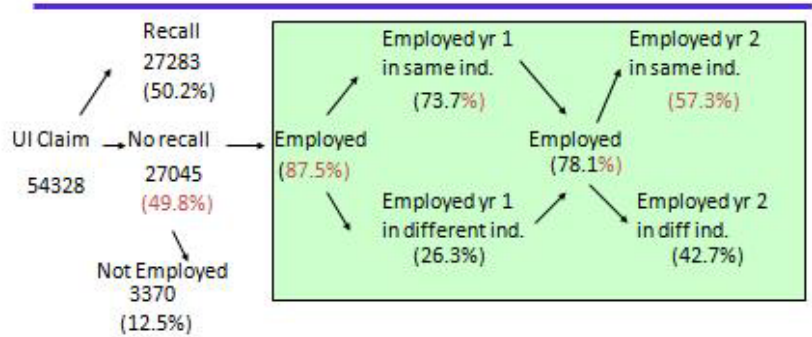 Recall
27283
(50.2%)
UI Claim
54328
No recall
27045
(49.8%)
Not Employed
3370
(12.5%)
Employed
(87.5%)
Employed yr 1
in same ind.
(73.7%)
Employed yr 1
in different ind.
(26.3%)
Employed
(78.1%)
Employed yr 2
in same ind.
(57.3%)
Employed yr 2
in diff ind.
(42.7%)